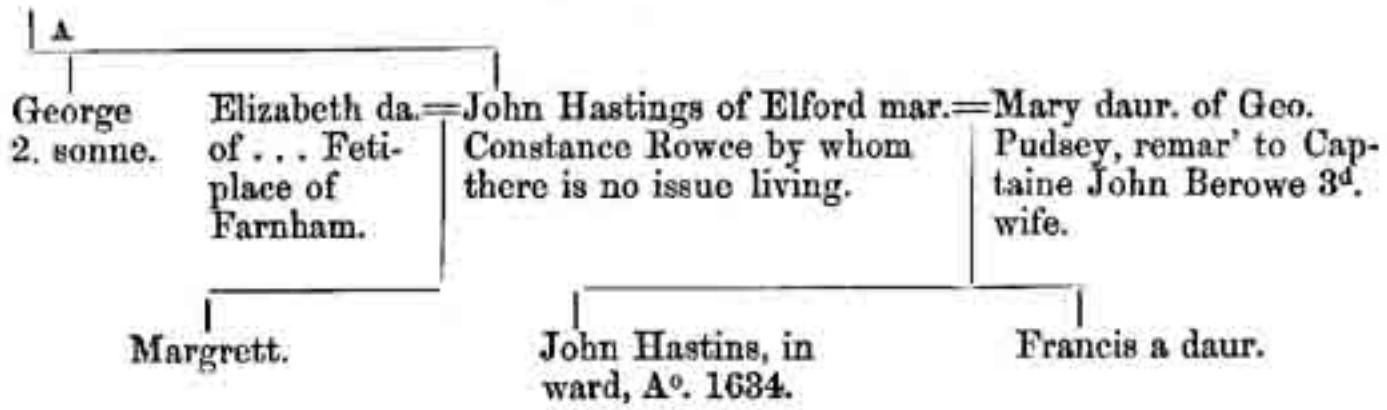 A
George
2. sonne.
Elizabeth da.=
of . . . Feti-
place of
Farnham.
John Hastings of Elford mar.=
Constance Rowce by whom
there is no issue living.
Mary daur. of Geo.
Pudsey, remar' to Cap-
taine John Berowe 3d.
wife.
Margrett.
John Hastins, in
ward, Ao. 1634.
Francis a daur.